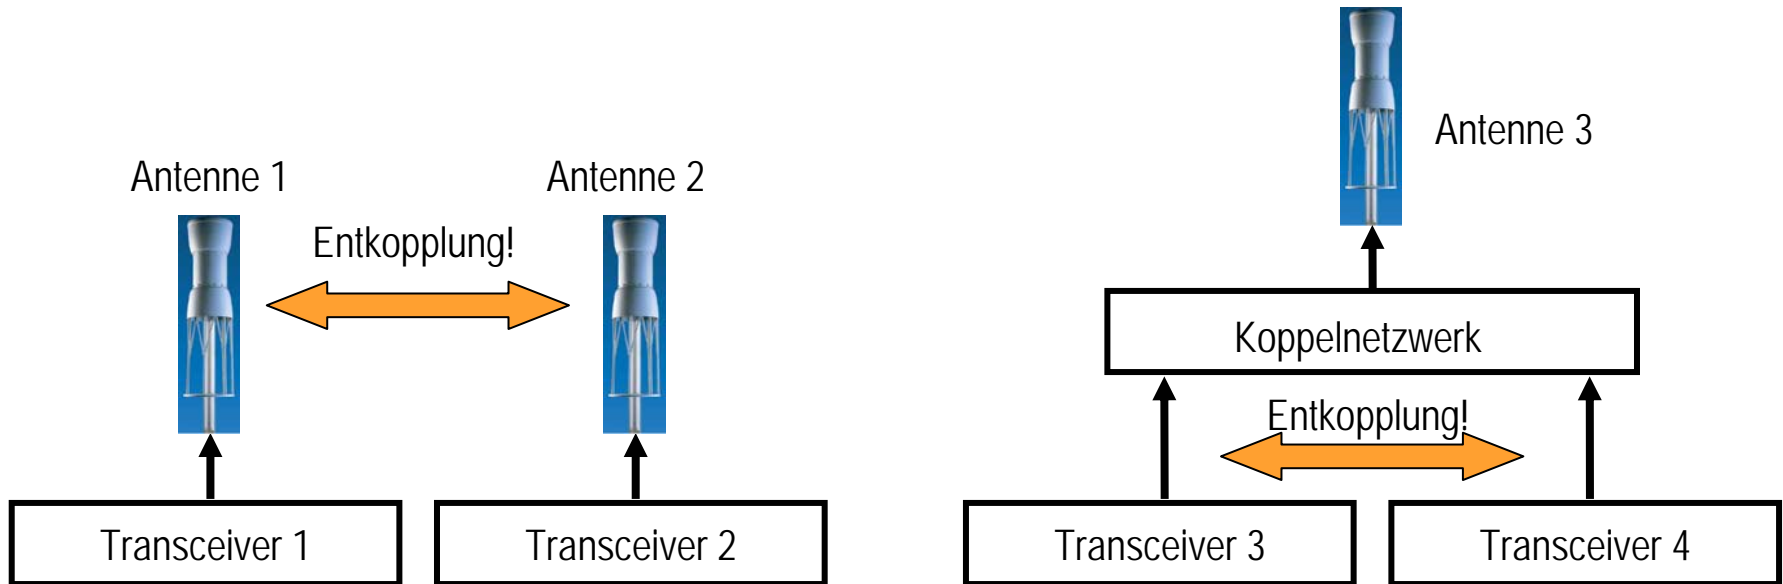 Antenne 1
Antenne 2
Entkopplung!
Transceiver 1
Transceiver 2
Antenne 3
Koppelnetzwerk
Entkopplung!
Transceiver 3
Transceiver 4